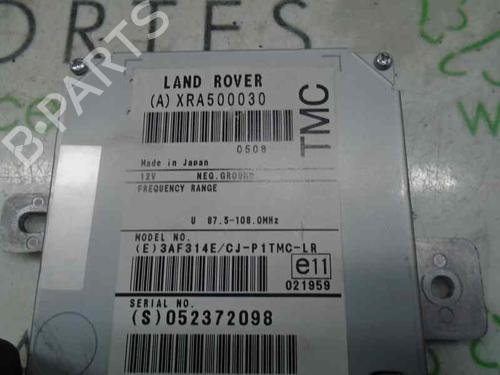 PORTES
B-PARTS
LAND ROVER
(A) XRA500030
TMC
0508
Made in Japan
12V NEG.GROUND
FREQUENCY RANGE
U 87.5-108.0MHz
MODEL NO.
(E)3AF314E/CJ-P1TMC-LR
e11
021959
SERIAL NO.
(S)052372098